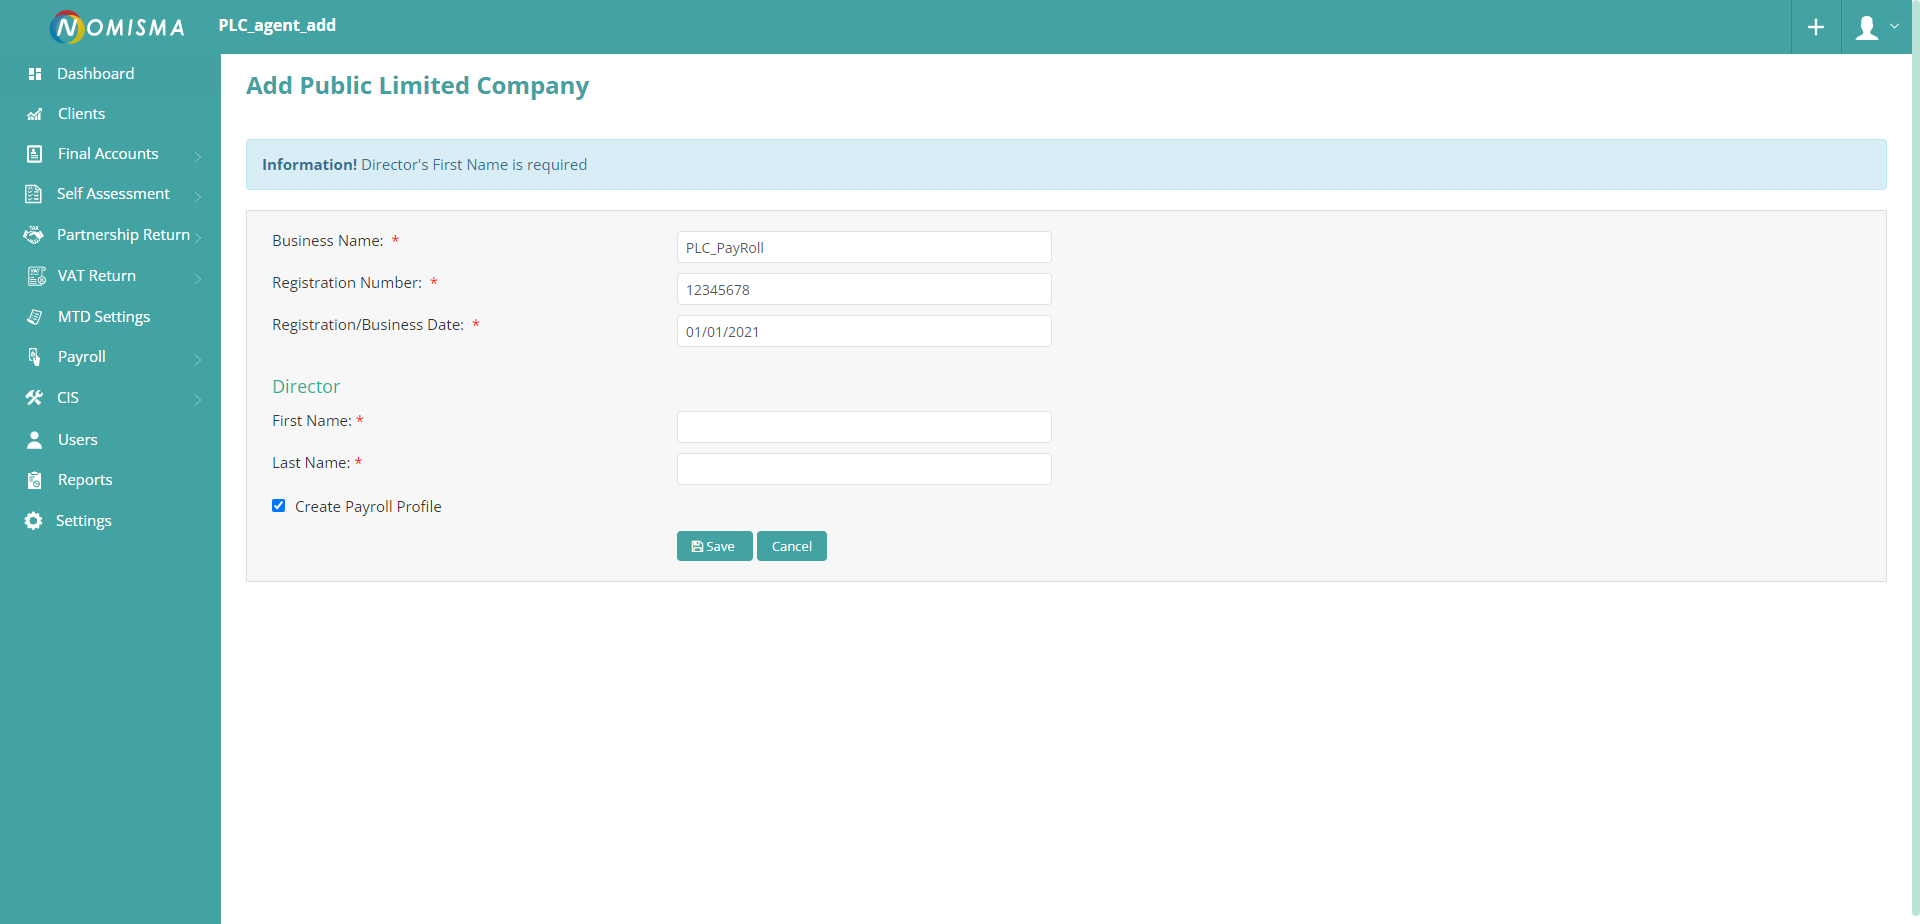 NOMISMA
PLC_agent_add
Dashboard
Clients
Final Accounts
Self Assessment
Partnership Return
VAT Return
MTD Settings
Payroll
CIS
Users
Reports
Settings
Add Public Limited Company
Information! Director's First Name is required
Business Name: *
PLC_PayRoll
Registration Number: *
12345678
Registration/Business Date: *
01/01/2021
Director
First Name: *
Last Name: *
Create Payroll Profile
Save
Cancel